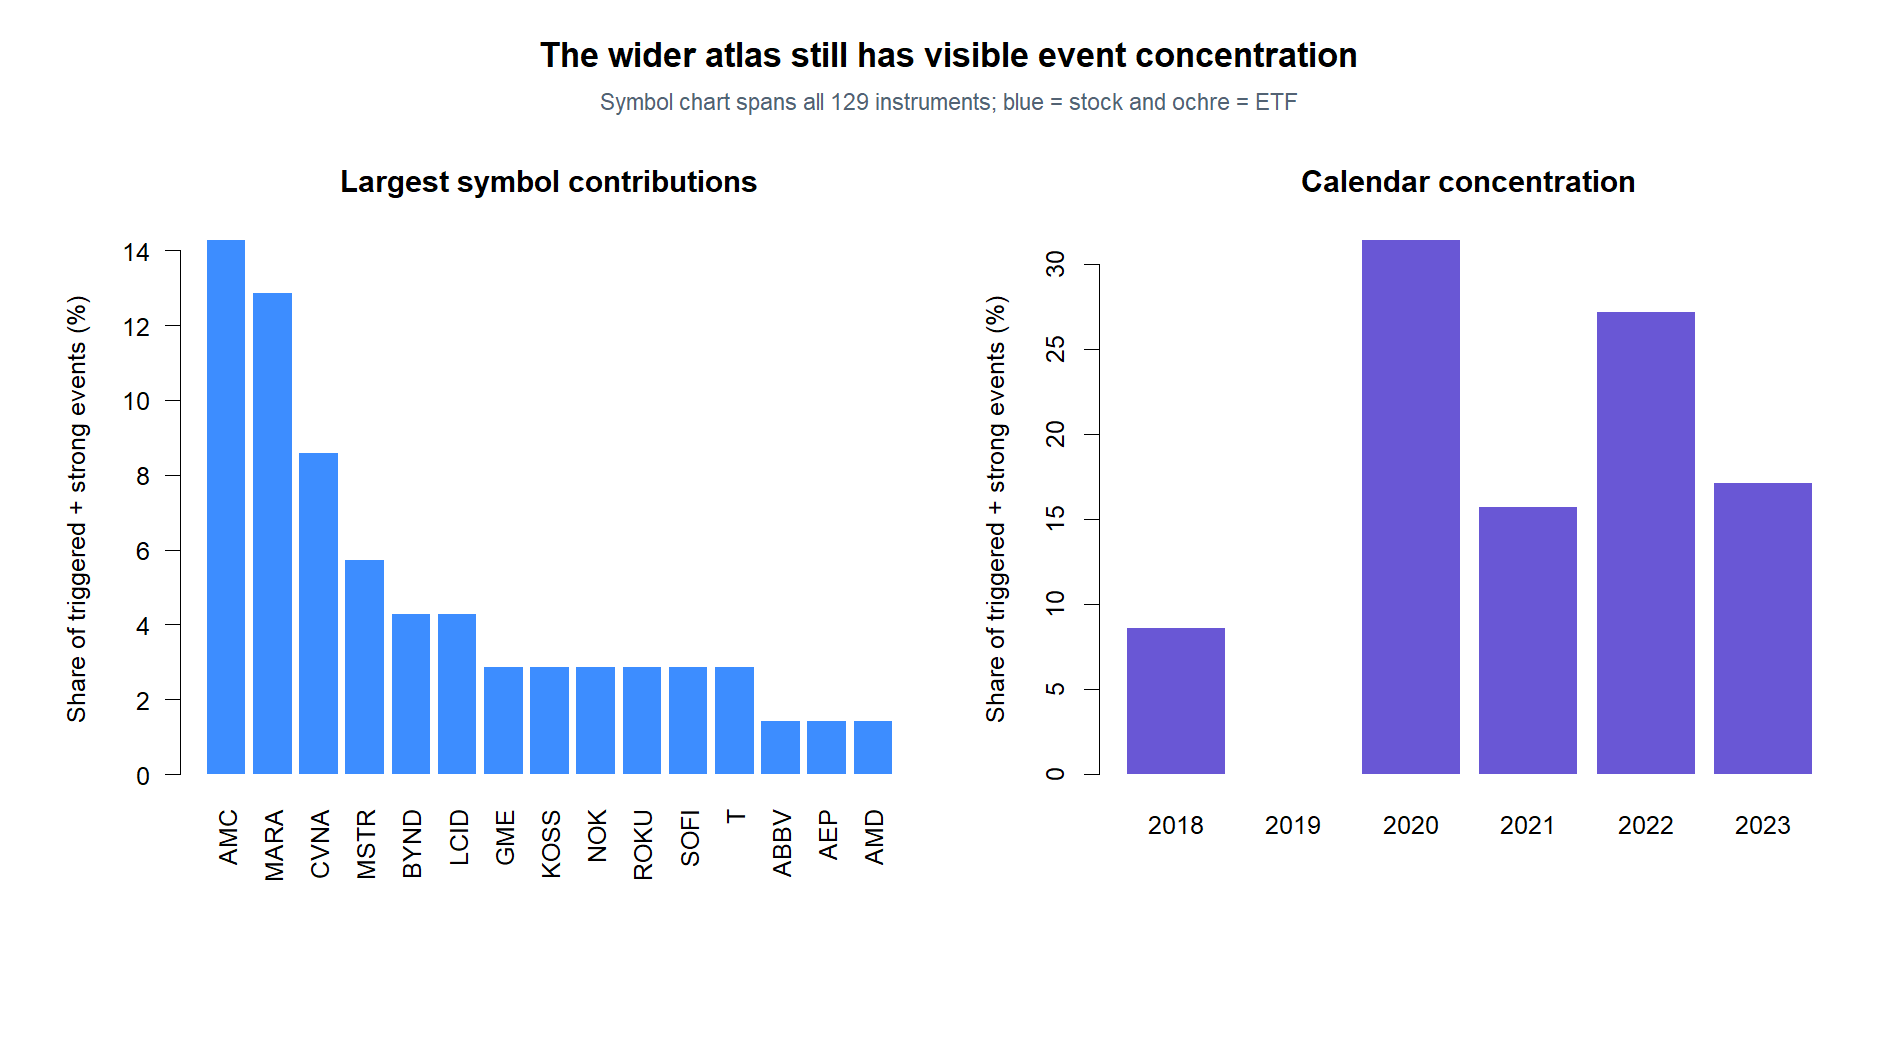 The wider atlas still has visible event concentration
Symbol chart spans all 129 instruments; blue = stock and ochre = ETF
Largest symbol contributions
Share of triggered + strong events (%)
14
12
10
8
6
4
2
0
AMC
MARA
CVNA
MSTR
BYND
LCID
GME
KOSS
NOK
ROKU
SOFI
T
ABBV
AEP
AMD
Calendar concentration
Share of triggered + strong events (%)
30
25
20
15
10
5
0
2018
2019
2020
2021
2022
2023